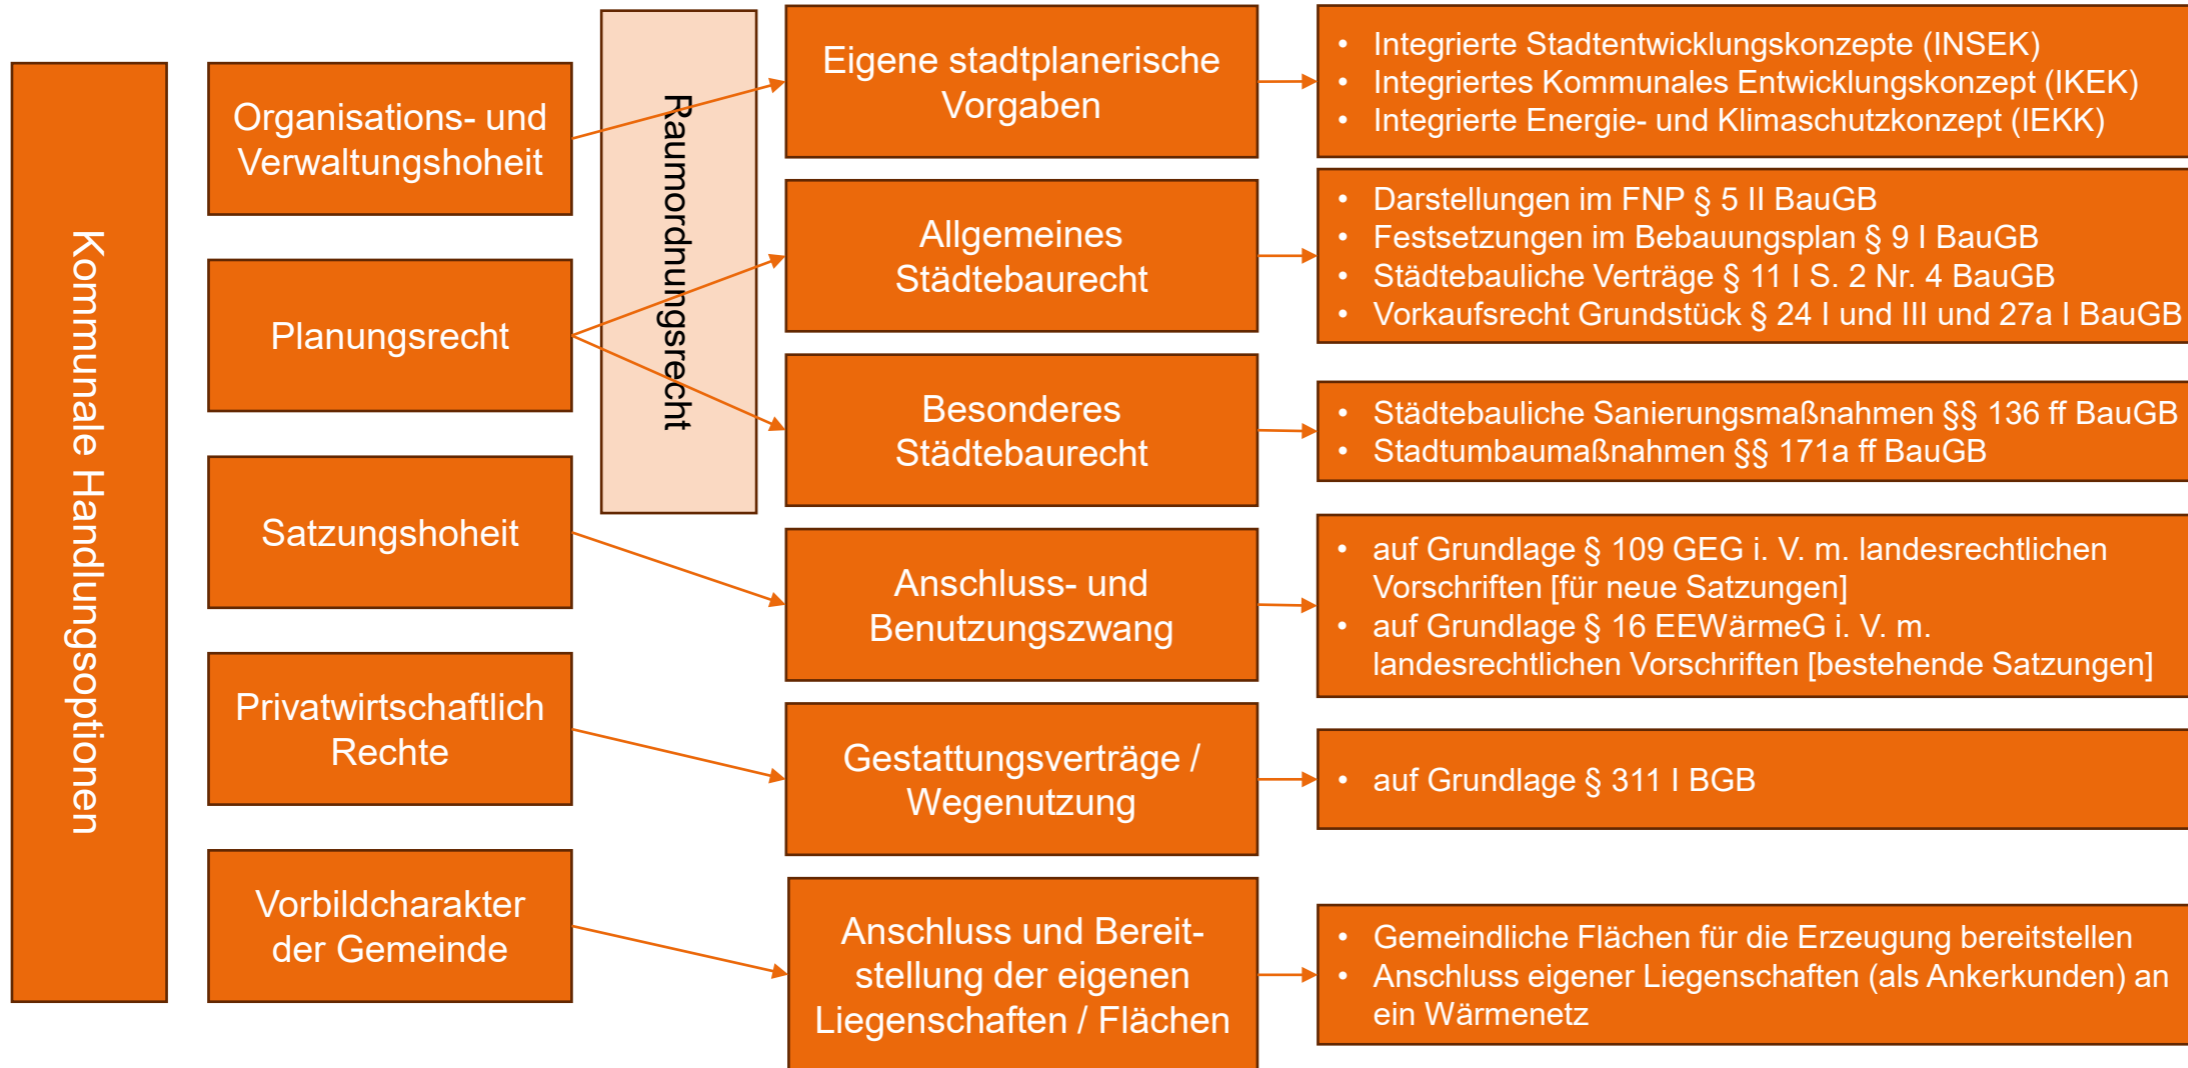 Kommunale Handlungsoptionen
Organisations- und
Verwaltungshoheit
Planungsrecht
Satzungshoheit
Privatwirtschaftlich
Rechte
Vorbildcharakter
der Gemeinde
Raumordnungsrecht
Eigene stadtplanerische
Vorgaben
Allgemeines
Städtebaurecht
Besonderes
Städtebaurecht
Anschluss- und
Benutzungszwang
Gestattungsverträge /
Wegenutzung
Anschluss und Bereit-
stellung der eigenen
Liegenschaften / Flächen
• Integrierte Stadtentwicklungskonzepte (INSEK)
• Integriertes Kommunales Entwicklungskonzept (IKEK)
• Integrierte Energie- und Klimaschutzkonzept (IEKK)
• Darstellungen im FNP § 5 II BauGB
• Festsetzungen im Bebauungsplan § 9 I BauGB
• Städtebauliche Verträge § 11 I S. 2 Nr. 4 BauGB
• Vorkaufsrecht Grundstück § 24 I und III und 27a I BauGB
• Städtebauliche Sanierungsmaßnahmen §§ 136 ff BauGB
• Stadtumbaumaßnahmen §§ 171a ff BauGB
• auf Grundlage § 109 GEG i. V. m. landesrechtlichen
Vorschriften [für neue Satzungen]
• auf Grundlage § 16 EEWärmeG i. V. m.
landesrechtlichen Vorschriften [bestehende Satzungen]
• auf Grundlage § 311 I BGB
• Gemeindliche Flächen für die Erzeugung bereitstellen
• Anschluss eigener Liegenschaften (als Ankerkunden) an
ein Wärmenetz